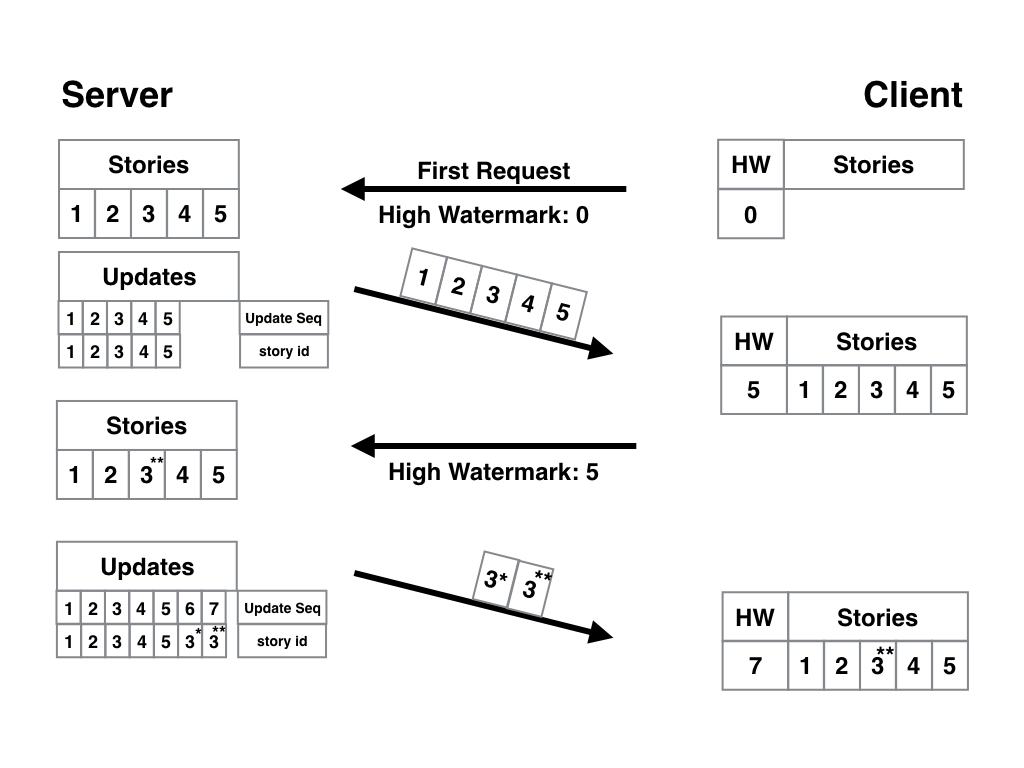 Server
Client
Stories
1 2 3 4 5
First Request
High Watermark: 0
HW Stories
0
Updates
1 2 3 4 5 Update Seq
1 2 3 4 5 story id
1 2 3 4 5
HW Stories
5 1 2 3 4 5
Stories
1 2 3** 4 5
High Watermark: 5
Updates
1 2 3 4 5 6 7 Update Seq
1 2 3 4 5 3* 3** story id
3* 3**
HW Stories
7 1 2 3** 4 5